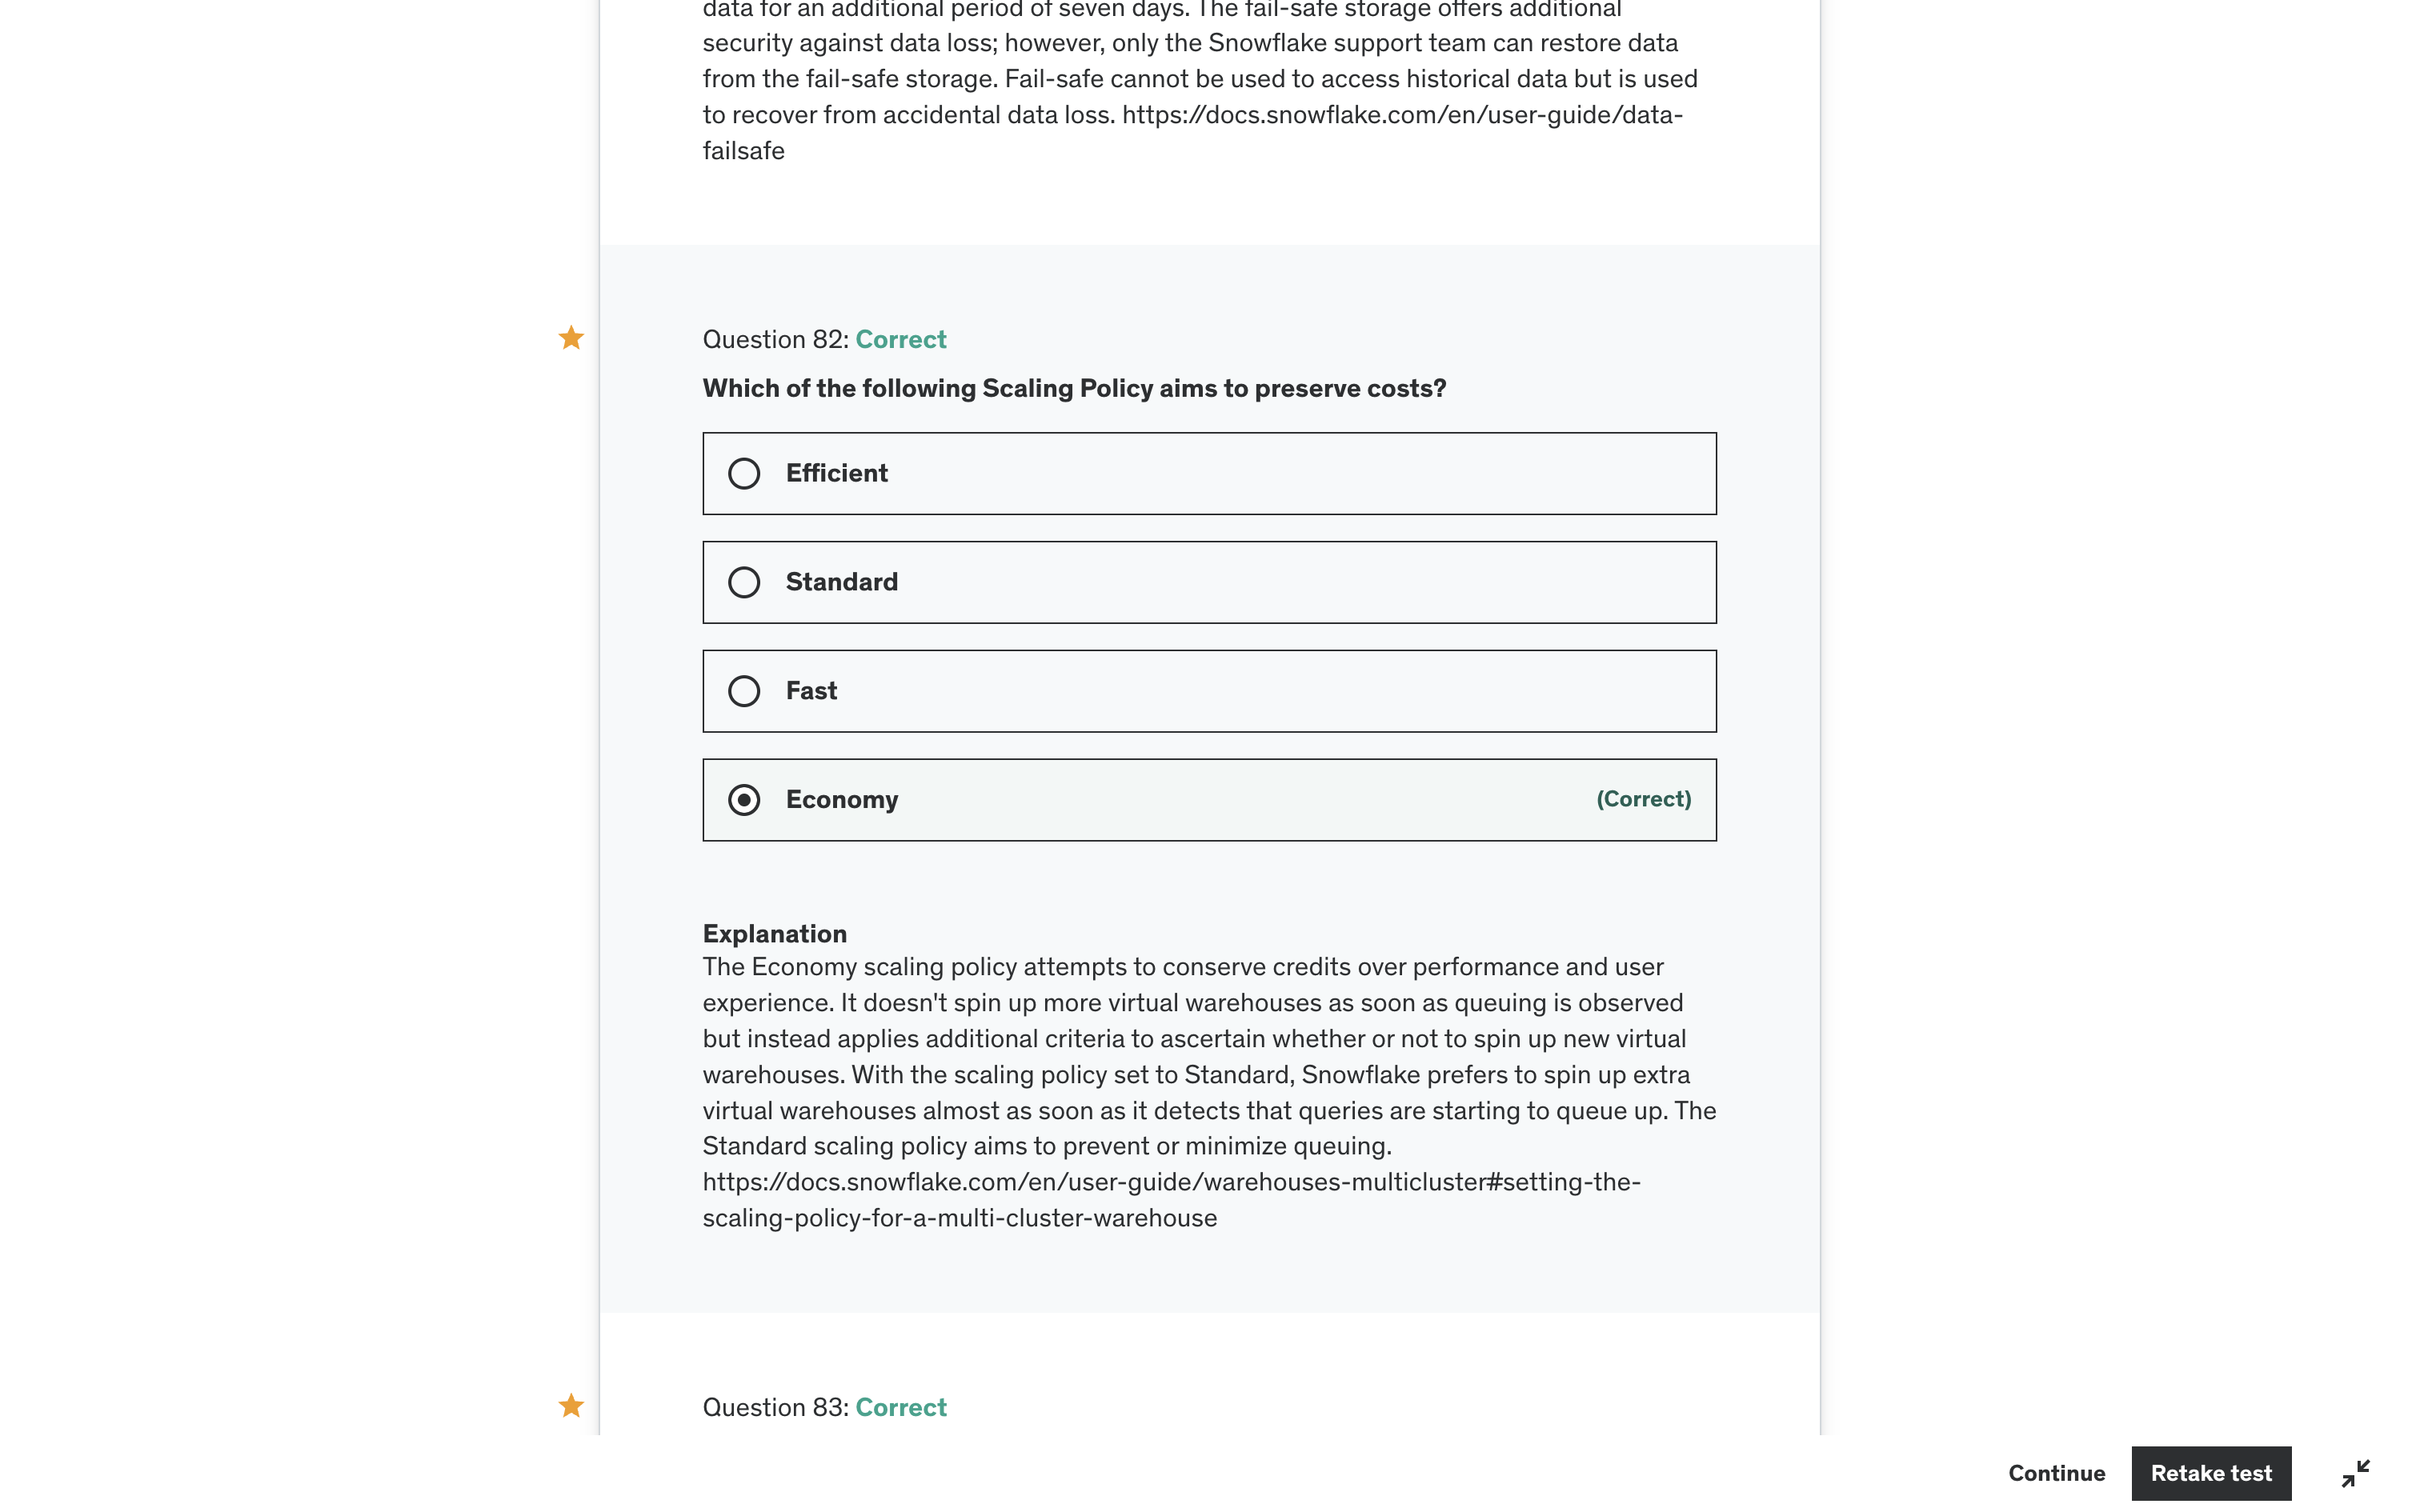 data for an additional period of seven days. The fail-safe storage offers additional
security against data loss; however, only the Snowflake support team can restore data
from the fail-safe storage. Fail-safe cannot be used to access historical data but is used
to recover from accidental data loss. https://docs.snowflake.com/en/user-guide/data-
failsafe
Question 82: Correct
Which of the following Scaling Policy aims to preserve costs?
Efficient
Standard
Fast
Economy (Correct)
Explanation
The Economy scaling policy attempts to conserve credits over performance and user
experience. It doesn't spin up more virtual warehouses as soon as queuing is observed
but instead applies additional criteria to ascertain whether or not to spin up new virtual
warehouses. With the scaling policy set to Standard, Snowflake prefers to spin up extra
virtual warehouses almost as soon as it detects that queries are starting to queue up. The
Standard scaling policy aims to prevent or minimize queuing.
https://docs.snowflake.com/en/user-guide/warehouses-multicluster#setting-the-
scaling-policy-for-a-multi-cluster-warehouse
Question 83: Correct
Continue Retake test